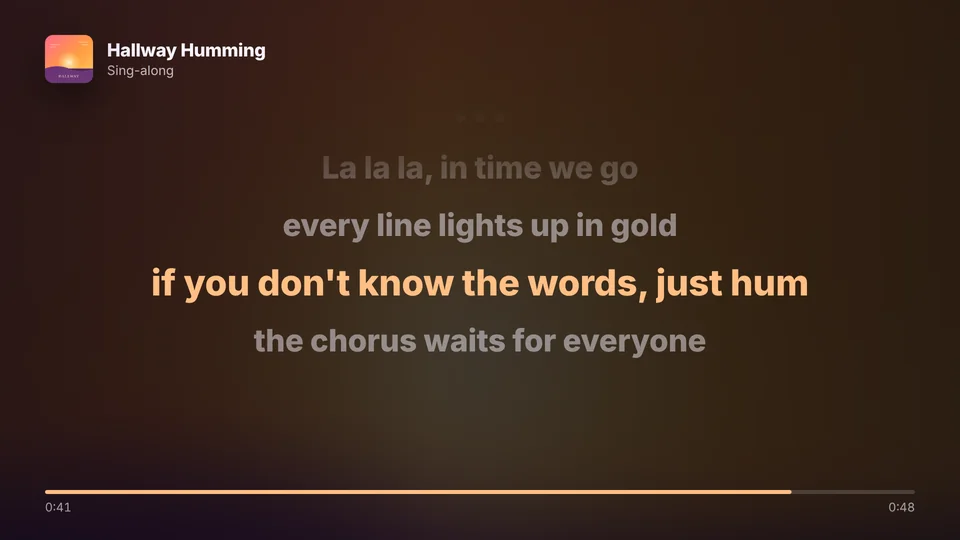 Hallway Humming
Sing-along
HALLWAY
La la la, in time we go
every line lights up in gold
if you don't know the words, just hum
the chorus waits for everyone
0:41
0:48